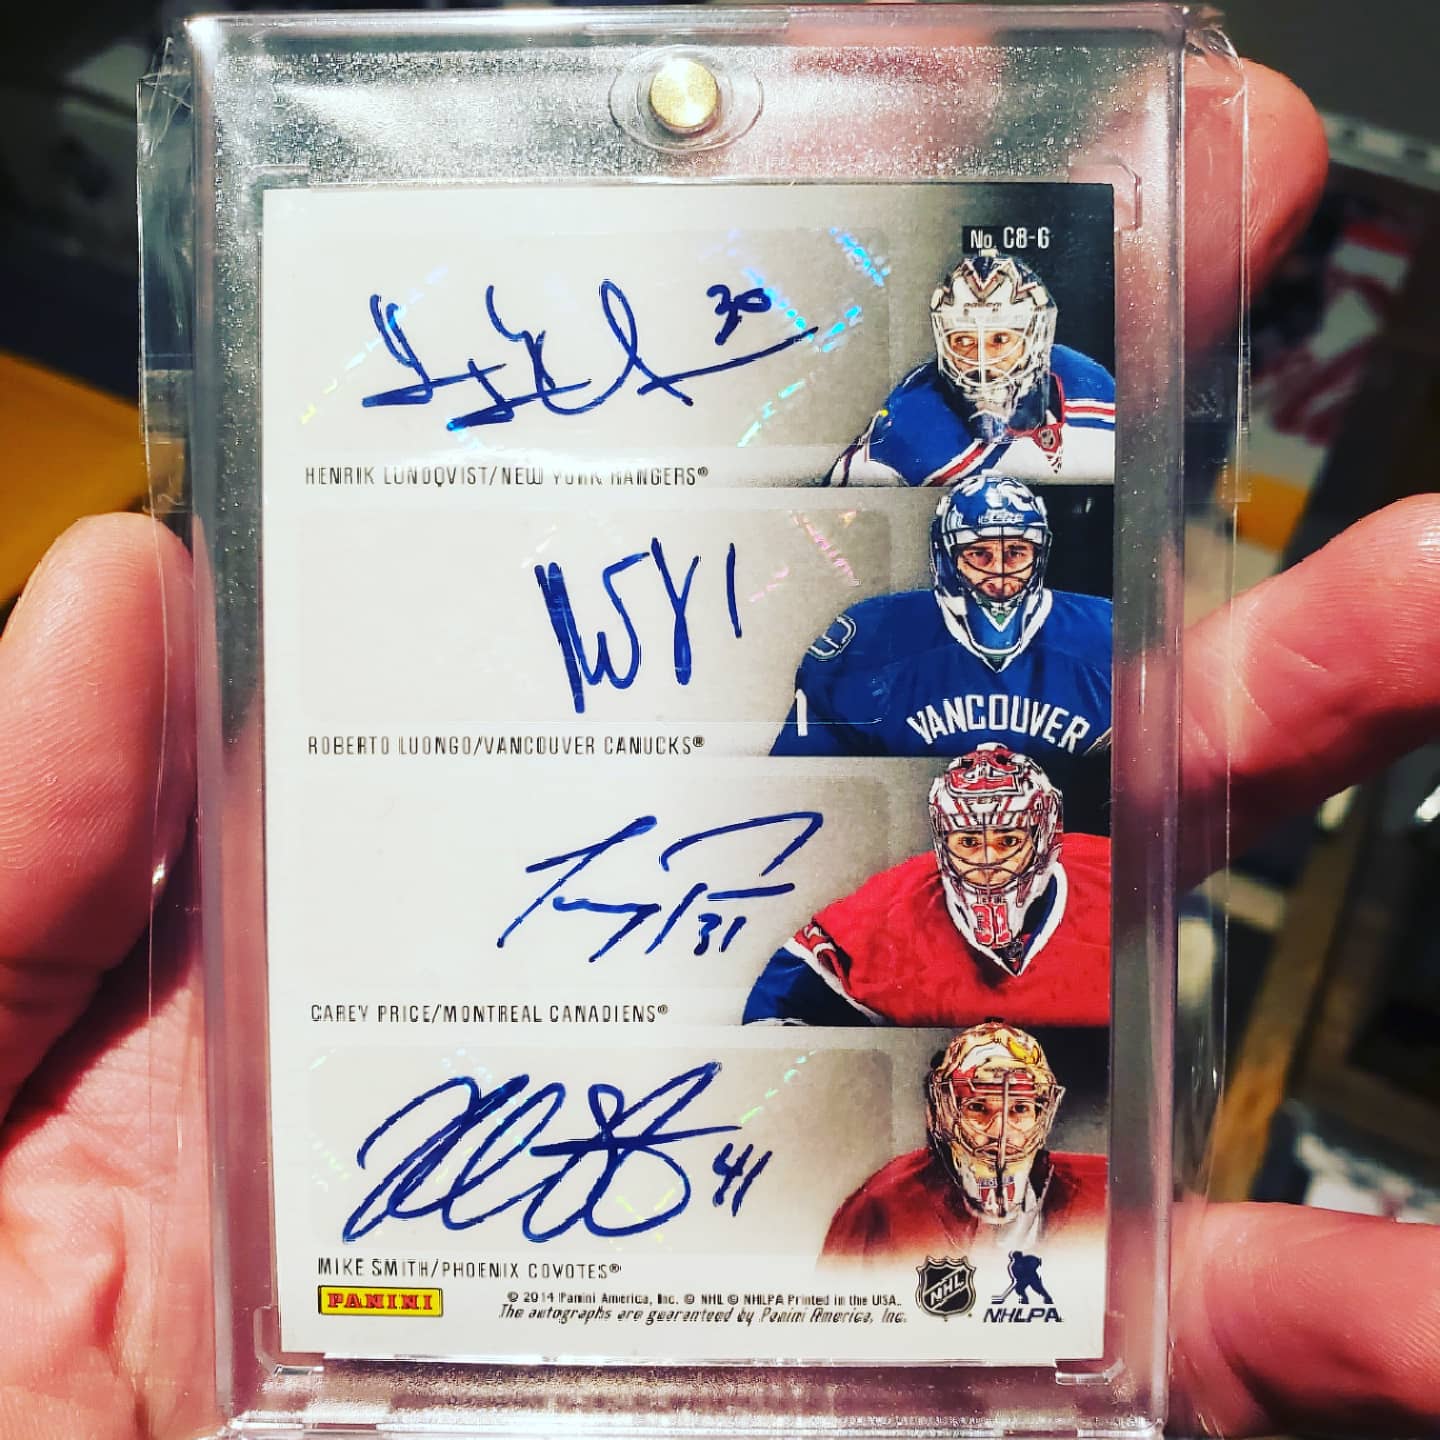 No. C8-G
30
HENRIK LUNDQVIST/NEW YORK RANGERS®
1
ROBERTO LUONGO/VANCOUVER CANUCKS®
1
VANCOUVER
31
31
CAREY PRICE/MONTREAL CANADIENS®
41
MIKE SMITH/PHOENIX COYOTES®
PANINI
© 2014 Panini America, Inc. © NHL © NHLPA Printed in the USA.
The autographs are guaranteed by Panini America, Inc.
NHL
NHLPA